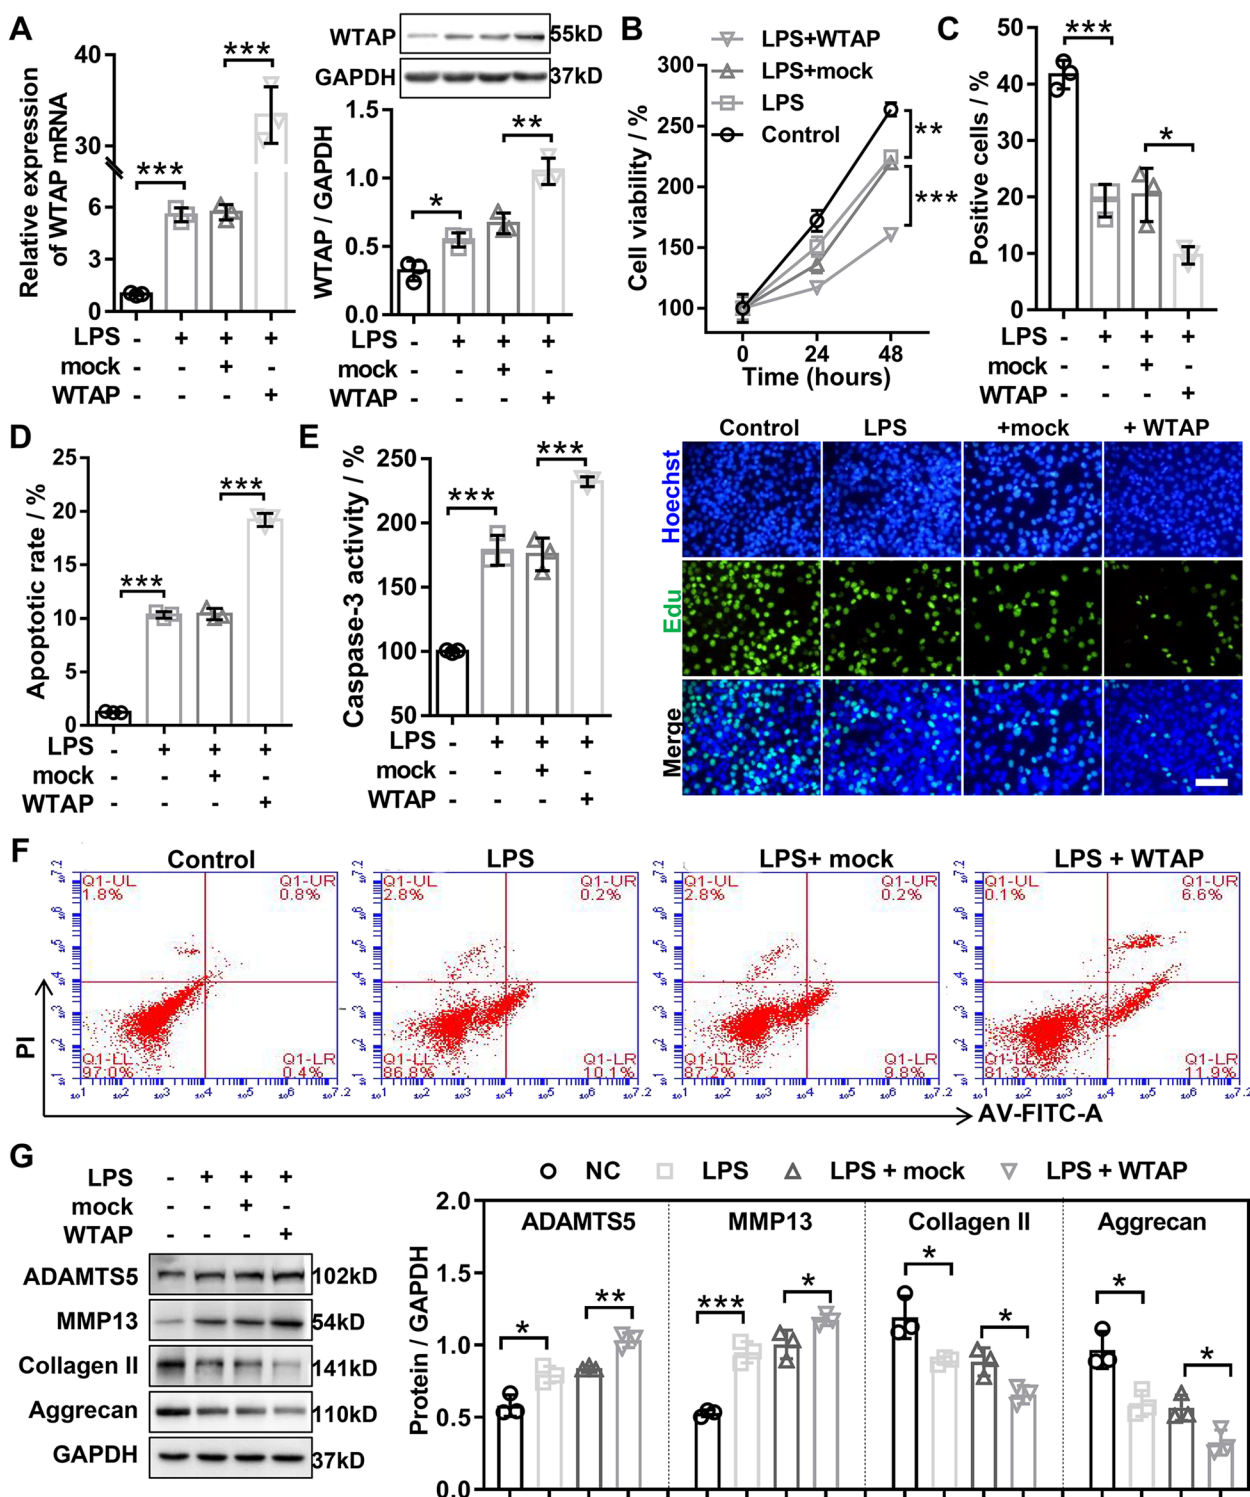 A
Relative expression
of WTAP mRNA
40
30
6
3
0
***
***
LPS - + + +
mock - - + -
WTAP - - - +
WTAP 55kD
GAPDH 37kD
WTAP / GAPDH
1.5
1.0
0.5
0.0
*
**
LPS - + + +
mock - - + -
WTAP - - - +
B
LPS+WTAP
LPS+mock
LPS
Control
Cell viability / %
300
250
200
150
100
**
***
0 24 48
Time (hours)
C
Positive cells / %
50
40
30
20
10
0
***
*
LPS - + + +
mock - - + -
WTAP - - - +
Control LPS +mock + WTAP
Hoechst
Edu
Merge
D
Apoptotic rate / %
25
20
15
10
5
0
***
***
LPS - + + +
mock - - + -
WTAP - - - +
E
Caspase-3 activity / %
250
200
150
100
50
***
***
LPS - + + +
mock - - + -
WTAP - - - +
F
Control LPS LPS+ mock LPS + WTAP
Q1-UL Q1-UR
1.8% 0.8%
Q1-LL Q1-LR
97.0% 0.4%
Q1-UL Q1-UR
2.8% 0.2%
Q1-LL Q1-LR
86.8% 10.1%
Q1-UL Q1-UR
2.8% 0.2%
Q1-LL Q1-LR
87.2% 9.8%
Q1-UL Q1-UR
0.1% 6.6%
Q1-LL Q1-LR
81.3% 11.9%
PI
AV-FITC-A
G
LPS - + + +
mock - - + -
WTAP - - - +
ADAMTS5 102kD
MMP13 54kD
Collagen II 141kD
Aggrecan 110kD
GAPDH 37kD
NC LPS LPS + mock LPS + WTAP
Protein / GAPDH
2.0
1.5
1.0
0.5
0.0
ADAMTS5 MMP13 Collagen II Aggrecan
* **
*** *
* *
* *